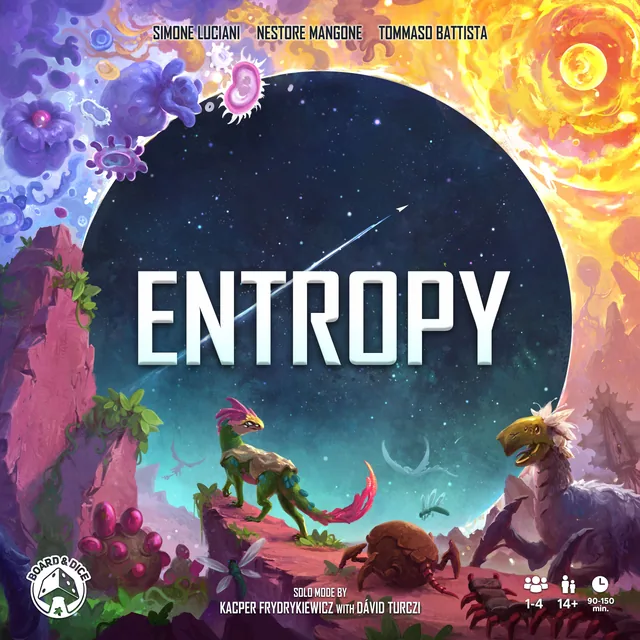 SIMONE LUCIANI NESTORE MANGONE TOMMASO BATTISTA
ENTROPY
BOARD & DICE
SOLO MODE BY
KACPER FRYDRYKIEWICZ WITH DÁVID TURCZI
1-4 14+ 90-150
min.